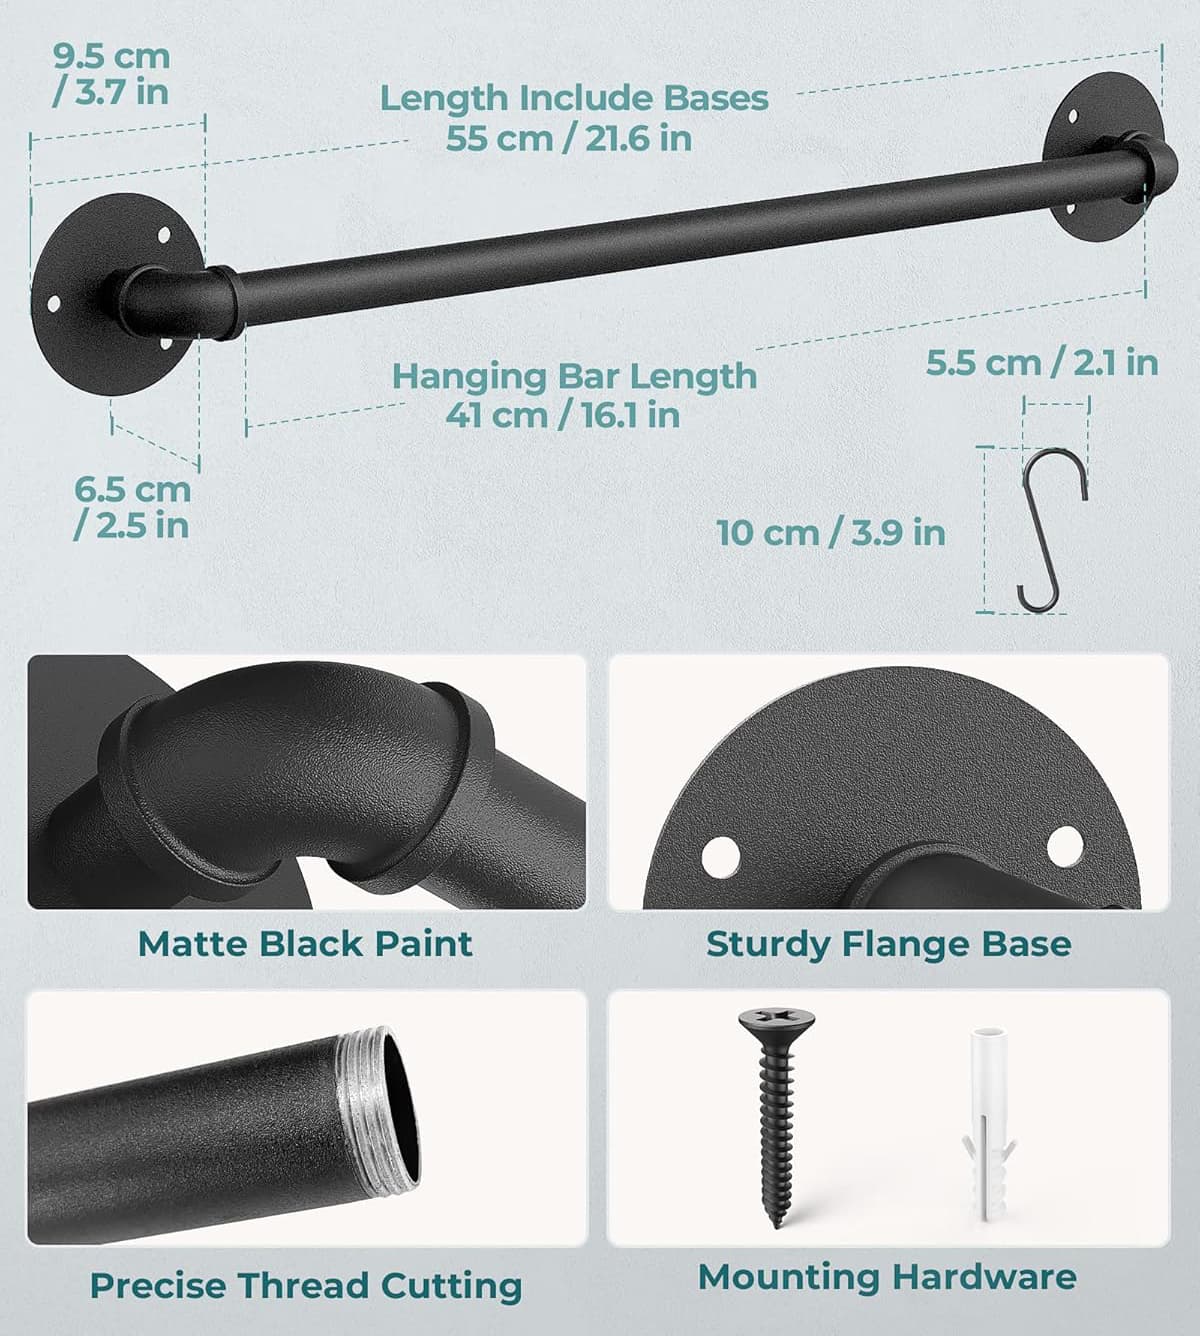 9.5 cm
/ 3.7 in
Length Include Bases
55 cm / 21.6 in
Hanging Bar Length
41 cm / 16.1 in
5.5 cm / 2.1 in
6.5 cm
/ 2.5 in
10 cm / 3.9 in
Matte Black Paint
Sturdy Flange Base
Precise Thread Cutting
Mounting Hardware